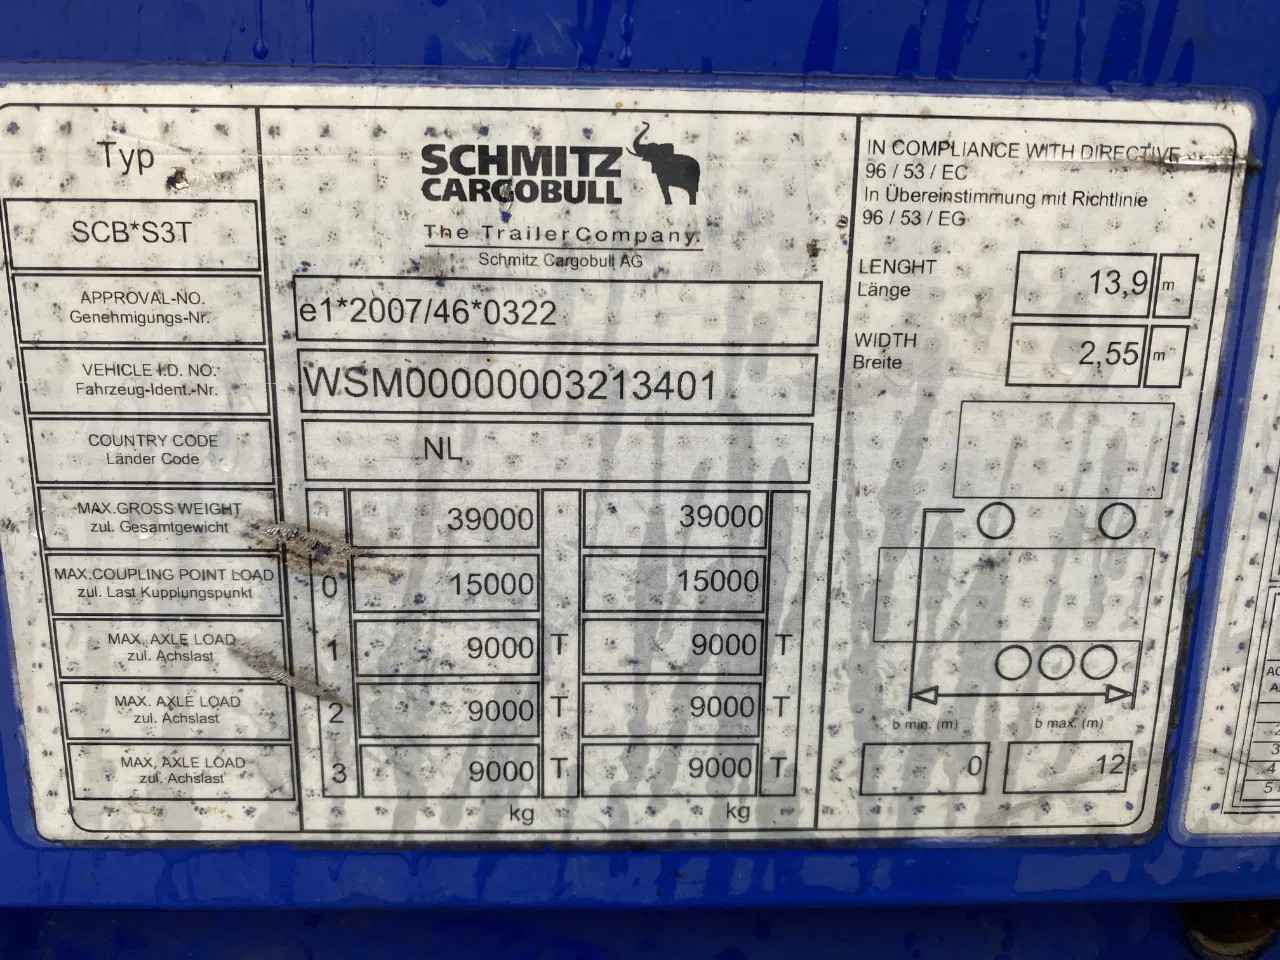 Typ
SCB*S3T
APPROVAL-NO.
Genehmigungs-Nr.
VEHICLE I.D. NO.
Fahrzeug-Ident.-Nr.
COUNTRY CODE
Länder Code
MAX.GROSS WEIGHT
zul. Gesamtgewicht
MAX.COUPLING POINT LOAD
zul. Last Kupplungspunkt
MAX. AXLE LOAD
zul. Achslast
MAX. AXLE LOAD
zul. Achslast
MAX. AXLE LOAD
zul. Achslast
SCHMITZ
CARGOBULL
The Trailer Company.
Schmitz Cargobull AG
e1*2007/46*0322
WSM00000003213401
NL
39000 39000
0 15000 15000
1 9000 T 9000 T
2 9000 T 9000 T
3 9000 T 9000 T
kg kg
IN COMPLIANCE WITH DIRECTIVE
96 / 53 / EC
In Übereinstimmung mit Richtlinie
96 / 53 / EG
LENGHT
Länge
13,9 m
WIDTH
Breite
2,55 m
b min. (m) b max. (m)
0 12
3
4
5